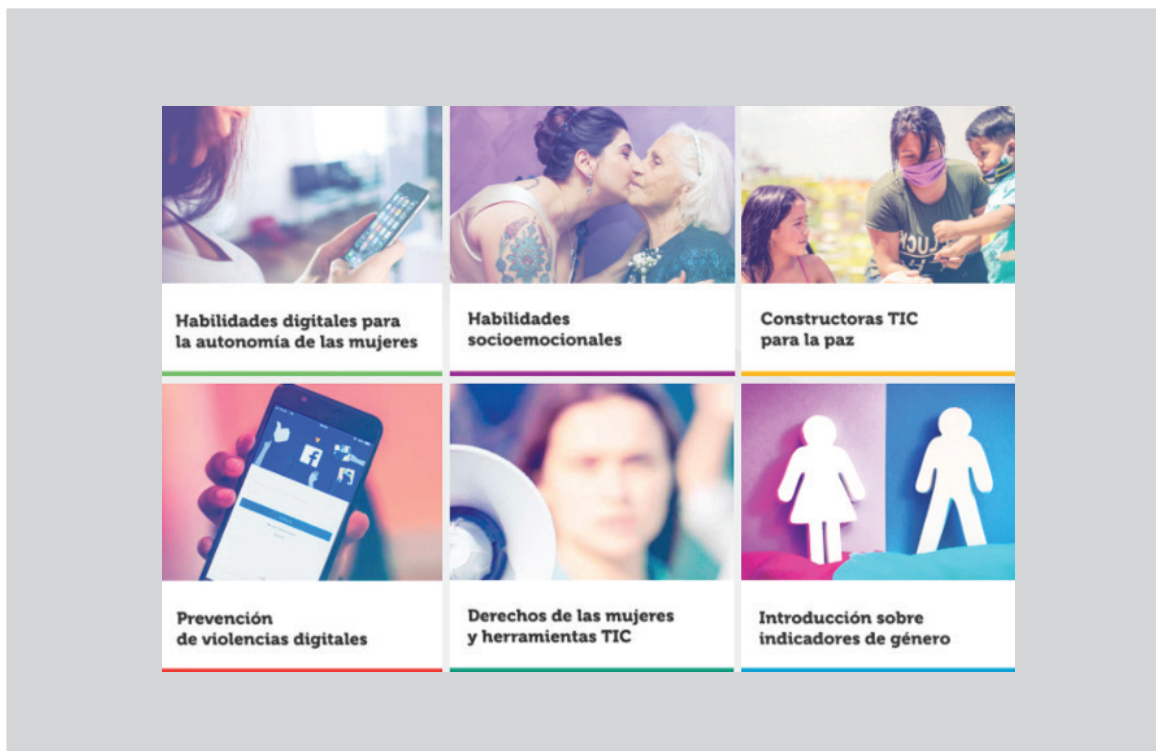 Habilidades digitales para
la autonomía de las mujeres
Habilidades
socioemocionales
Constructoras TIC
para la paz
Prevención
de violencias digitales
Derechos de las mujeres
y herramientas TIC
Introducción sobre
indicadores de género